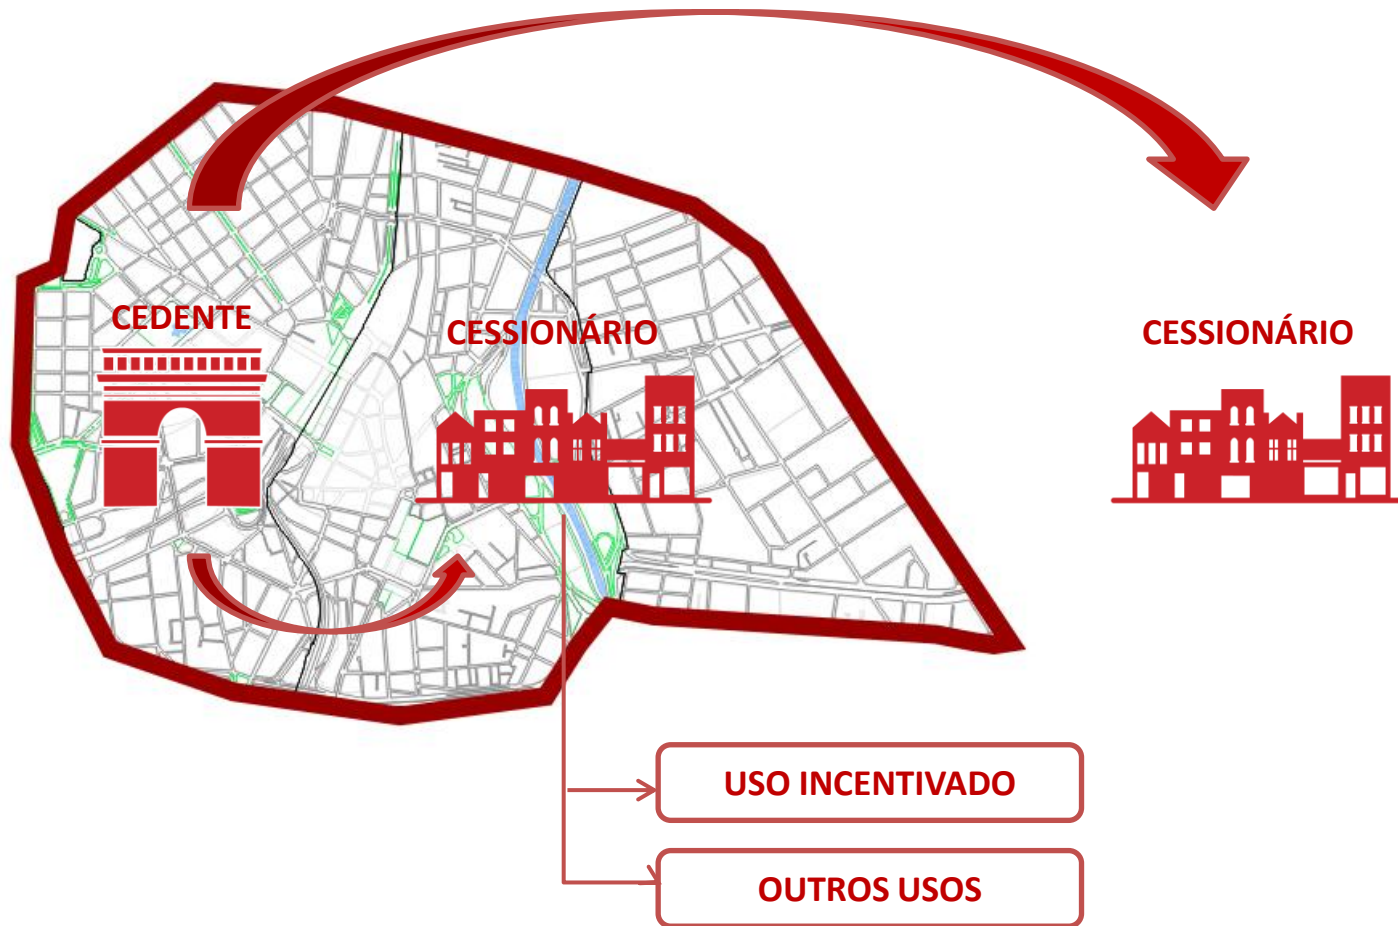 CEDENTE
CESSIONÁRIO
CESSIONÁRIO
USO INCENTIVADO
OUTROS USOS